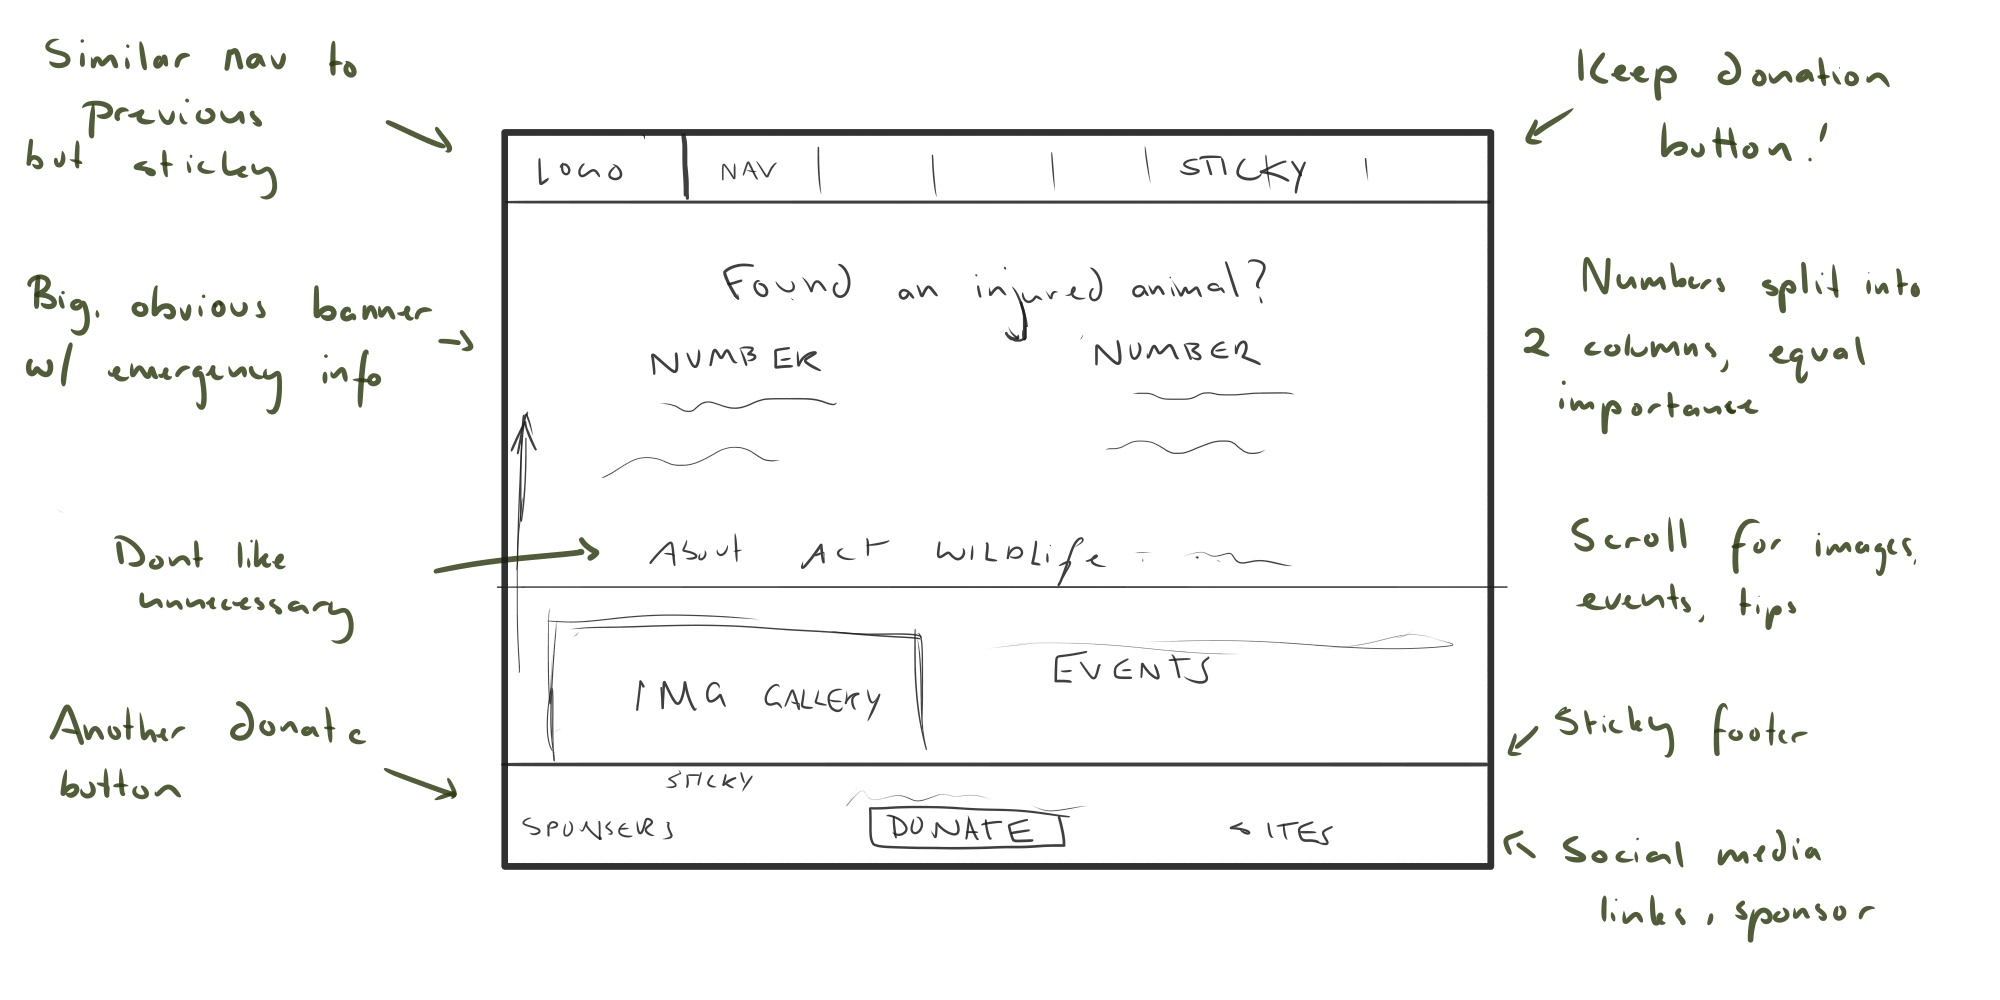 Similar nav to
previous
but sticky
Big, obvious banner
w/ emergency info
Dont like
unnecessary
Another donate
button
LOGO NAV STICKY
Found an injured animal?
NUMBER NUMBER
About ACT WILDLife
IMG GALLERY EVENTS
STICKY
SPONSERS DONATE SITES
Keep donation
button!
Numbers split into
2 columns, equal
importance
Scroll for images,
events, tips
Sticky footer
Social media
links, sponsor